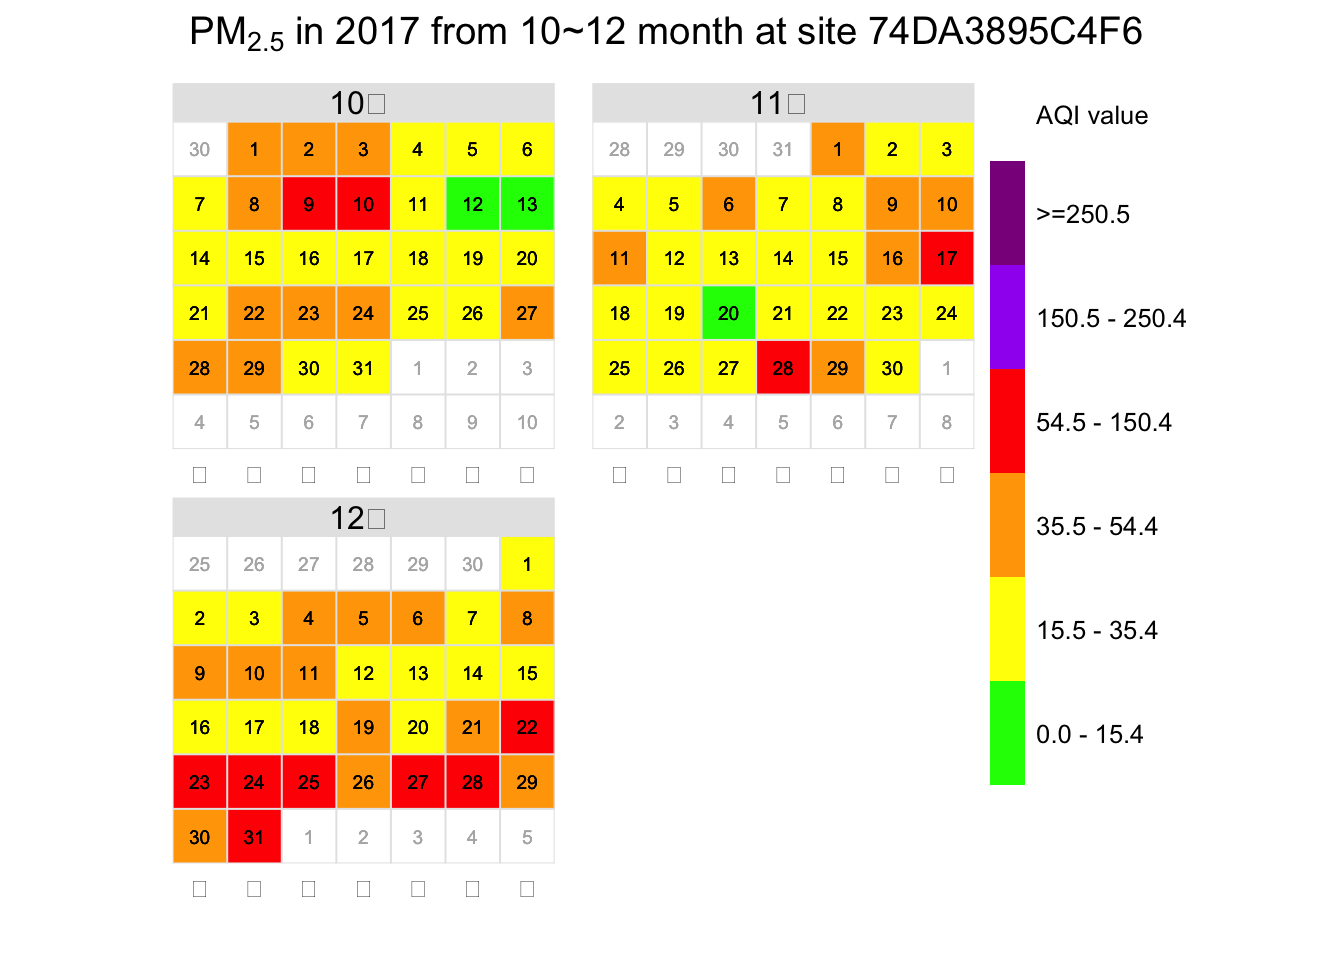 PM2.5 in 2017 from 10~12 month at site 74DA3895C4F6
10□
30 1 2 3 4 5 6
7 8 9 10 11 12 13
14 15 16 17 18 19 20
21 22 23 24 25 26 27
28 29 30 31 1 2 3
4 5 6 7 8 9 10
□ □ □ □ □ □ □
11□
28 29 30 31 1 2 3
4 5 6 7 8 9 10
11 12 13 14 15 16 17
18 19 20 21 22 23 24
25 26 27 28 29 30 1
2 3 4 5 6 7 8
□ □ □ □ □ □ □
12□
25 26 27 28 29 30 1
2 3 4 5 6 7 8
9 10 11 12 13 14 15
16 17 18 19 20 21 22
23 24 25 26 27 28 29
30 31 1 2 3 4 5
□ □ □ □ □ □ □
AQI value
>=250.5
150.5 - 250.4
54.5 - 150.4
35.5 - 54.4
15.5 - 35.4
0.0 - 15.4